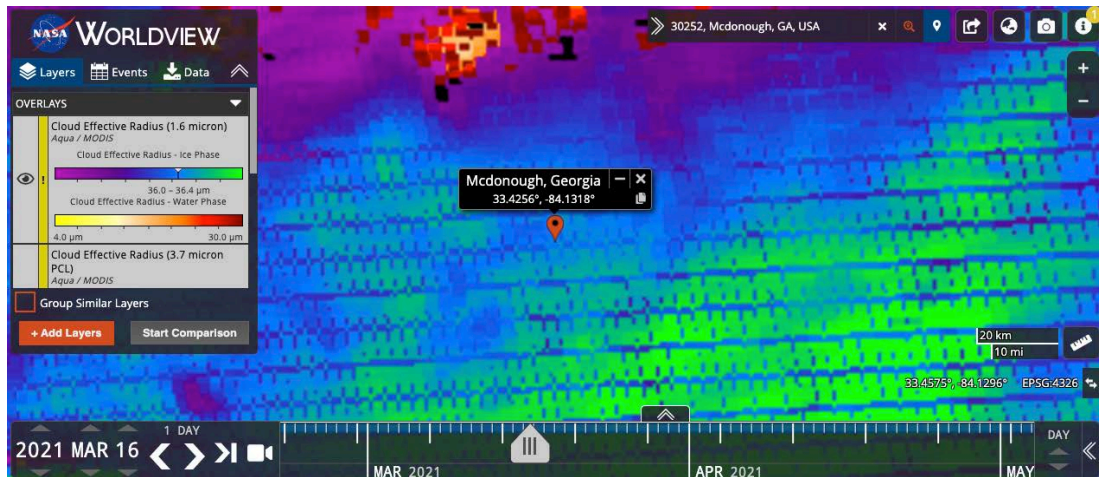 NASA WORLDVIEW
Layers Events Data
OVERLAYS
Cloud Effective Radius (1.6 micron)
Aqua / MODIS
Cloud Effective Radius - Ice Phase
36.0 – 36.4 µm
Cloud Effective Radius - Water Phase
4.0 µm 30.0 µm
Cloud Effective Radius (3.7 micron
PCL)
Aqua / MODIS
Group Similar Layers
+ Add Layers Start Comparison
30252, Mcdonough, GA, USA
1
+
−
Mcdonough, Georgia
33.4256°, -84.1318°
20 km
10 mi
33.4575°, 84.1296° EPSG:4326
1 DAY
2021 MAR 16
MAR 2021 APR 2021 MAY
DAY